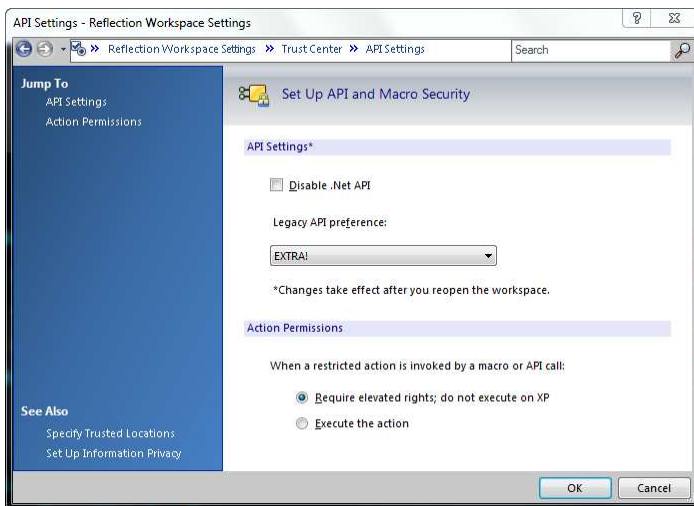 API Settings - Reflection Workspace Settings
Reflection Workspace Settings » Trust Center » API Settings
Search
Jump To
API Settings
Action Permissions
Set Up API and Macro Security
API Settings*
Disable .Net API
Legacy API preference:
EXTRA!
*Changes take effect after you reopen the workspace.
Action Permissions
When a restricted action is invoked by a macro or API call:
Require elevated rights; do not execute on XP
Execute the action
See Also
Specify Trusted Locations
Set Up Information Privacy
OK
Cancel